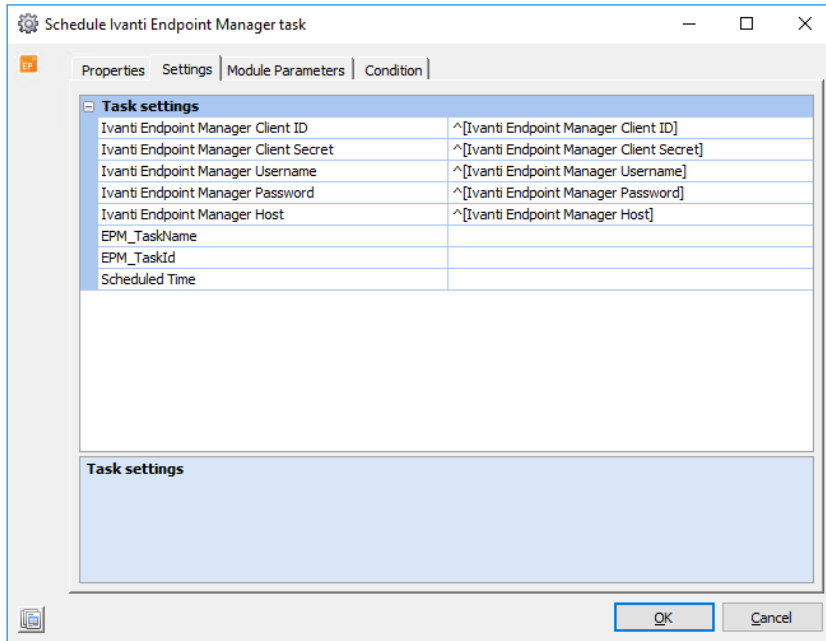 Schedule Ivanti Endpoint Manager task
EP
Properties Settings Module Parameters Condition
Task settings
Ivanti Endpoint Manager Client ID ^[Ivanti Endpoint Manager Client ID]
Ivanti Endpoint Manager Client Secret ^[Ivanti Endpoint Manager Client Secret]
Ivanti Endpoint Manager Username ^[Ivanti Endpoint Manager Username]
Ivanti Endpoint Manager Password ^[Ivanti Endpoint Manager Password]
Ivanti Endpoint Manager Host ^[Ivanti Endpoint Manager Host]
EPM_TaskName
EPM_TaskId
Scheduled Time
Task settings
OK Cancel